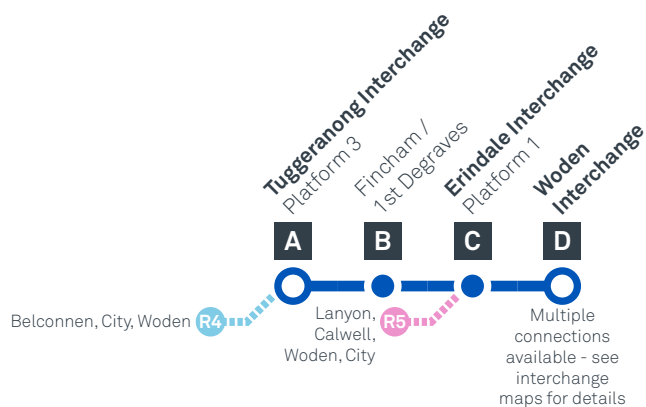 Tuggeranong Interchange
Platform 3
Fincham /
1st Degraves
Erindale Interchange
Platform 1
Woden
Interchange
A
B
C
D
Belconnen, City, Woden
R4
Lanyon,
Calwell,
Woden, City
R5
Multiple
connections
available - see
interchange
maps for details